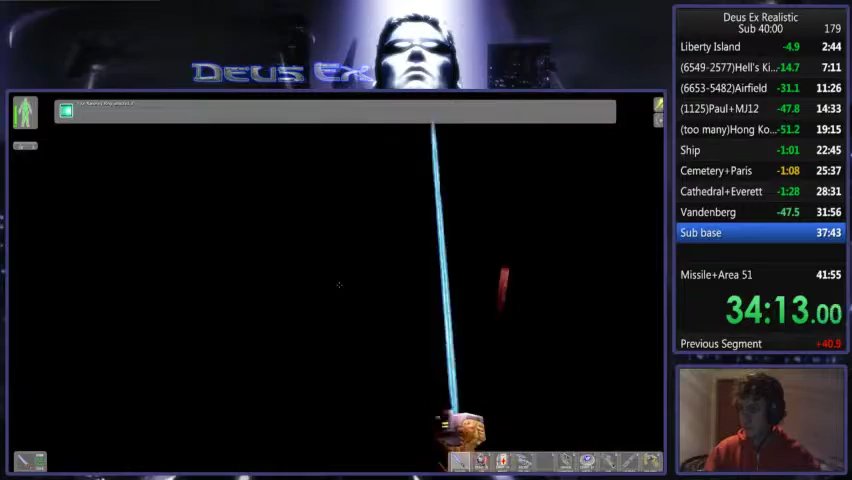 DEUS EX
Deus Ex Realistic
Sub 40:00 179
Liberty Island -4.9 2:44
(6549-2577)Hell's Ki... -14.7 7:11
(6653-5482)Airfield -31.1 11:26
(1125)Paul+MJ12 -47.8 14:33
(too many)Hong Ko... -51.2 19:15
Ship -1:01 22:45
Cemetery+Paris -1:08 25:37
Cathedral+Everett -1:28 28:31
Vandenberg -47.5 31:56
Sub base 37:43
Missile+Area 51 41:55
34:13.00
Previous Segment +40.9